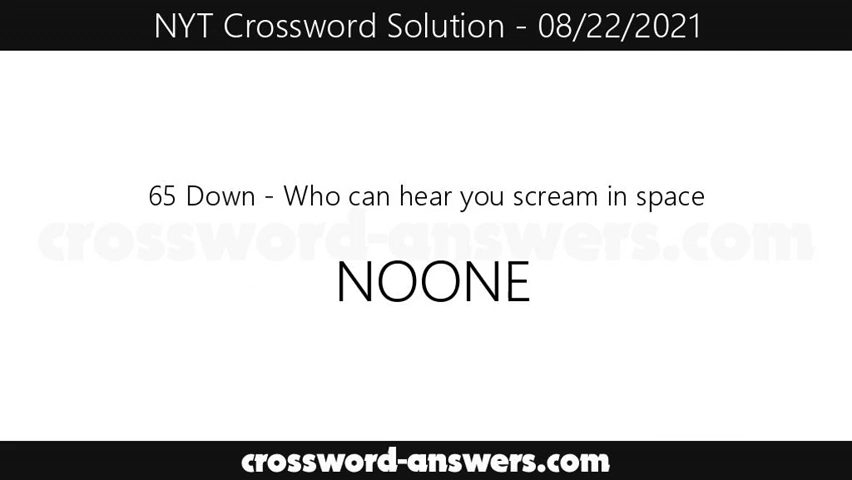 NYT Crossword Solution - 08/22/2021
65 Down - Who can hear you scream in space
crossword-answers.com
NOONE
crossword-answers.com